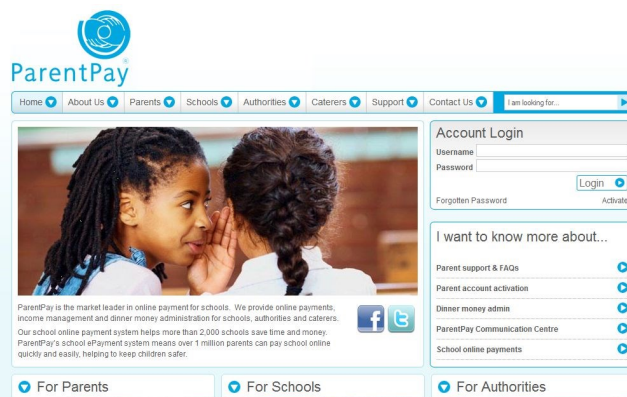 ParentPay
Home About Us Parents Schools Authorities Caterers Support Contact Us I am looking for...
Account Login
Username
Password
Login
Forgotten Password Activate
I want to know more about...
Parent support & FAQs
Parent account activation
Dinner money admin
ParentPay Communication Centre
School online payments
ParentPay is the market leader in online payment for schools. We provide online payments,
income management and dinner money administration for schools, authorities and caterers.
Our school online payment system helps more than 2,000 schools save time and money.
ParentPay's school ePayment system means over 1 million parents can pay school online
quickly and easily, helping to keep children safer.
f
For Parents
For Schools
For Authorities